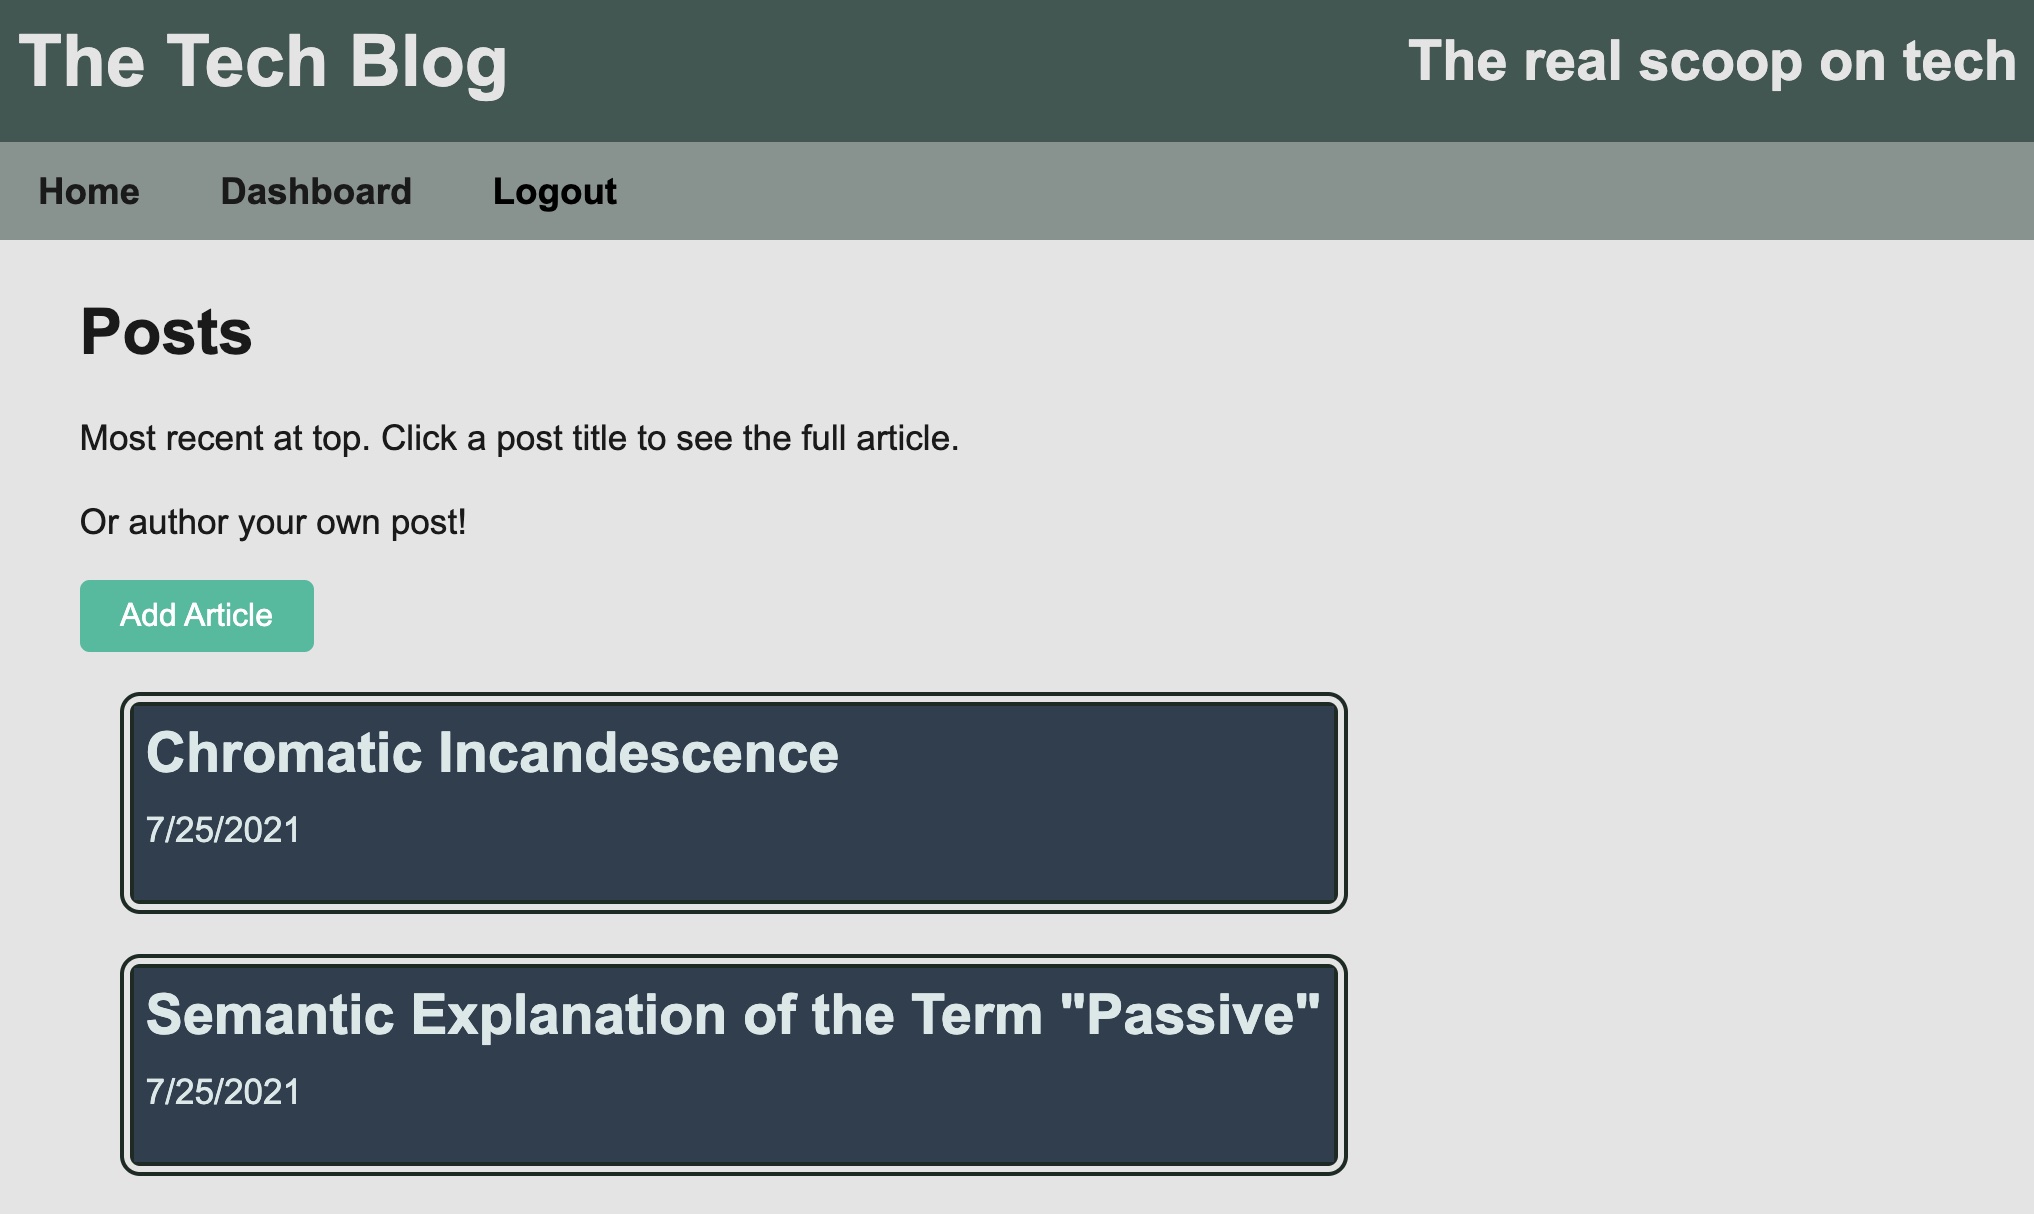 The Tech Blog
The real scoop on tech
Home Dashboard Logout
Posts
Most recent at top. Click a post title to see the full article.
Or author your own post!
Add Article
Chromatic Incandescence
7/25/2021
Semantic Explanation of the Term "Passive"
7/25/2021